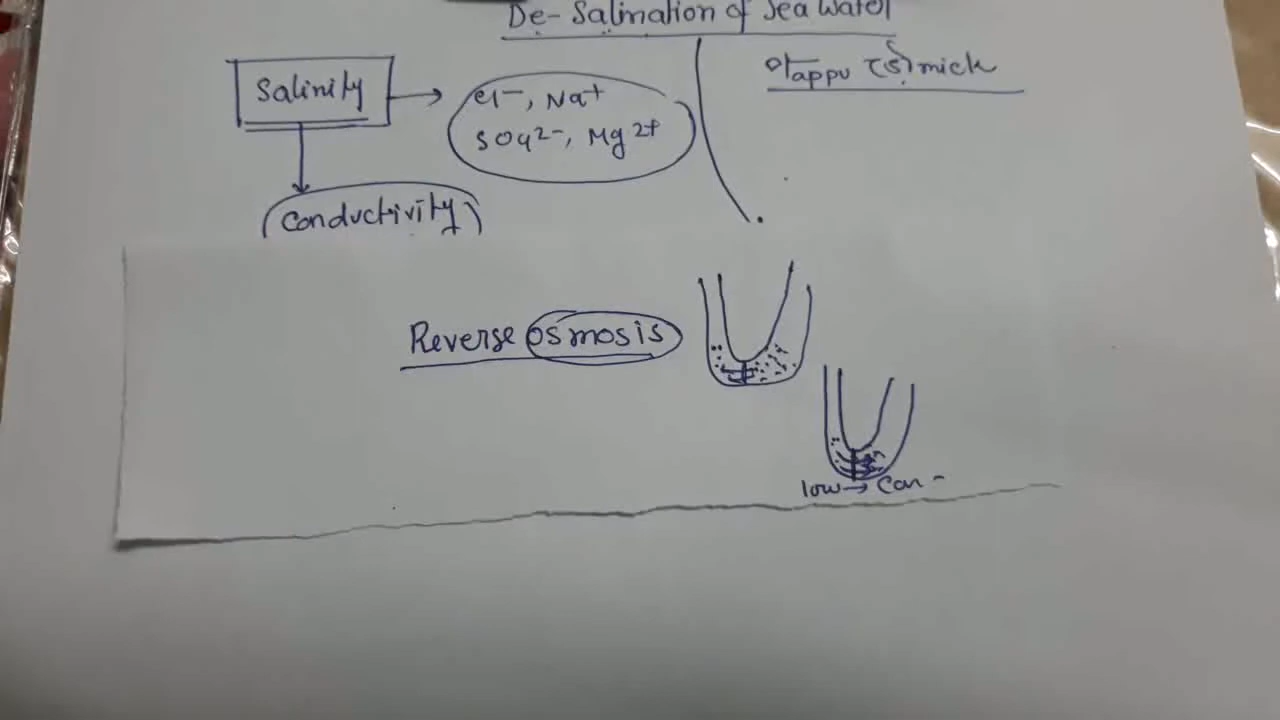 De-Salination of Sea Water
Salinity
Cl⁻, Na⁺
SO₄²⁻, Mg²⁺
Conductivity
Reverse osmosis
low → Con -